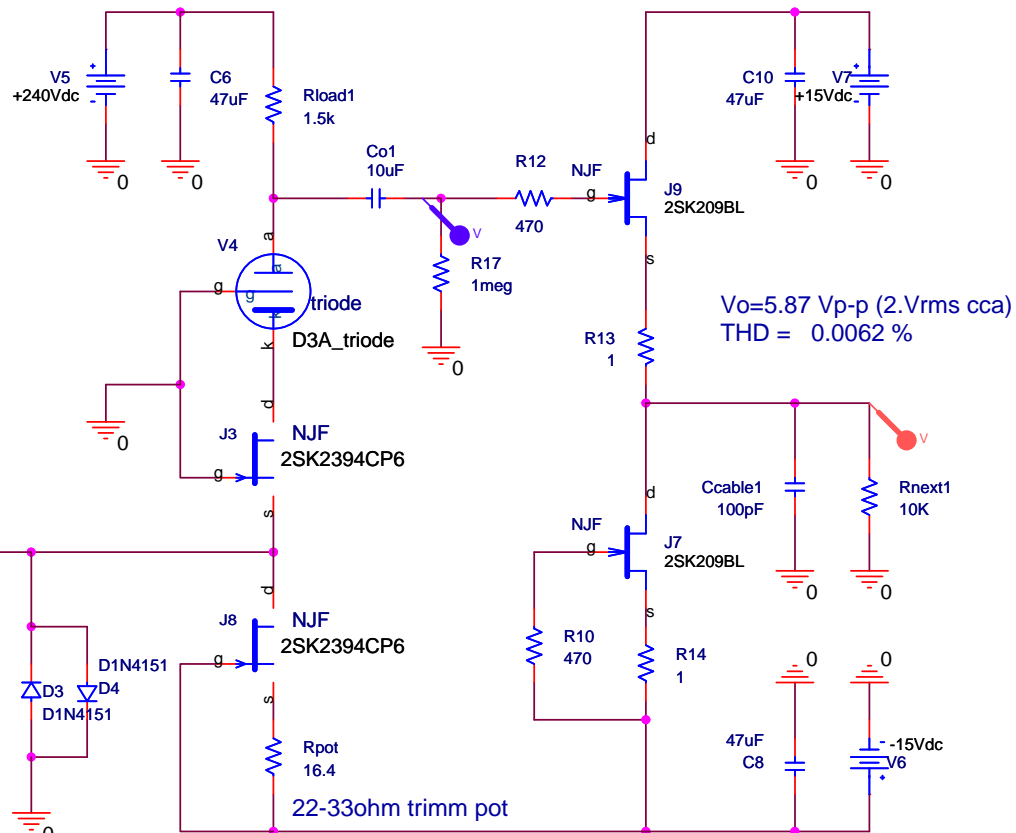 V5
+240Vdc
+
-
C6
47uF
Rload1
1.5k
0
0
Co1
10uF
R12
470
NJF
g
d
s
J9
2SK209BL
C10
47uF
V7
+15Vdc
+
-
0
0
V4
a
a
g
g
k
k
triode
D3A_triode
V
R17
1meg
0
0
R13
1
Vo=5.87 Vp-p (2.Vrms cca)
THD = 0.0062 %
J3
NJF
2SK2394CP6
d
g
s
V
Ccable1
100pF
Rnext1
10K
0
0
NJF
d
g
s
J7
2SK209BL
R10
470
R14
1
J8
NJF
2SK2394CP6
d
g
s
D1N4151
D3
D4
D1N4151
0
Rpot
16.4
22-33ohm trimm pot
0
0
47uF
C8
-
-15Vdc
V6
+